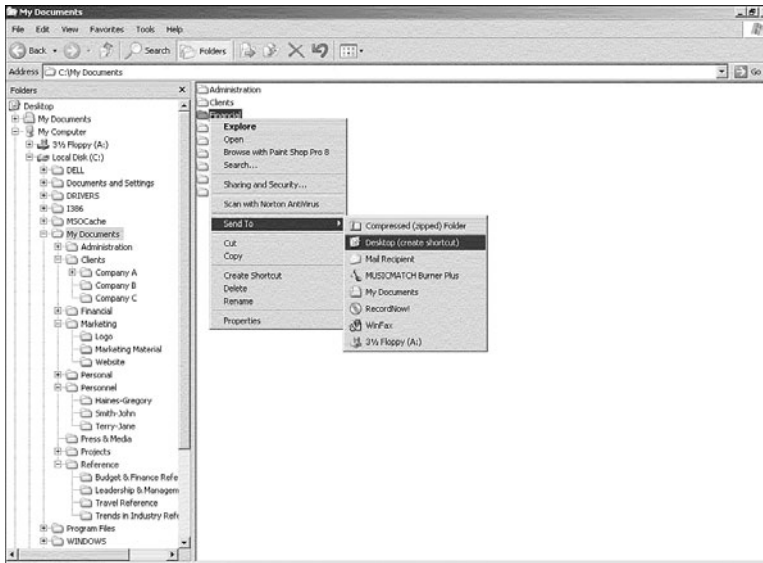 My Documents
File Edit View Favorites Tools Help
Back Search Folders
Address C:\My Documents Go
Folders
Desktop
My Documents
My Computer
3½ Floppy (A:)
Local Disk (C:)
DELL
Documents and Settings
DRIVERS
I386
MSOCache
My Documents
Administration
Clients
Company A
Company B
Company C
Financial
Marketing
Logo
Marketing Material
Website
Personal
Personnel
Haines-Gregory
Smith-John
Terry-Jane
Press & Media
Projects
Reference
Budget & Finance Refe
Leadership & Managem
Travel Reference
Trends in Industry Refe
Program Files
WINDOWS
Administration
Clients
Financial
Explore
Open
Browse with Paint Shop Pro 8
Search...
Sharing and Security...
Scan with Norton AntiVirus
Send To
Cut
Copy
Create Shortcut
Delete
Rename
Properties
Compressed (zipped) Folder
Desktop (create shortcut)
Mail Recipient
MUSICMATCH Burner Plus
My Documents
RecordNow!
WinFax
3½ Floppy (A:)